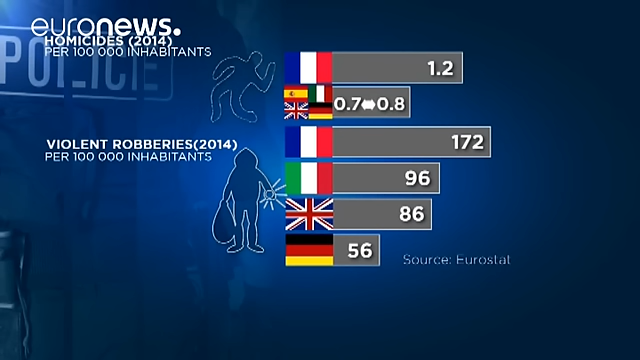 euronews.
HOMICIDES (2014)
PER 100 000 INHABITANTS
POLICE
1.2
0.7 0.8
VIOLENT ROBBERIES(2014)
PER 100 000 INHABITANTS
172
96
86
56
Source: Eurostat